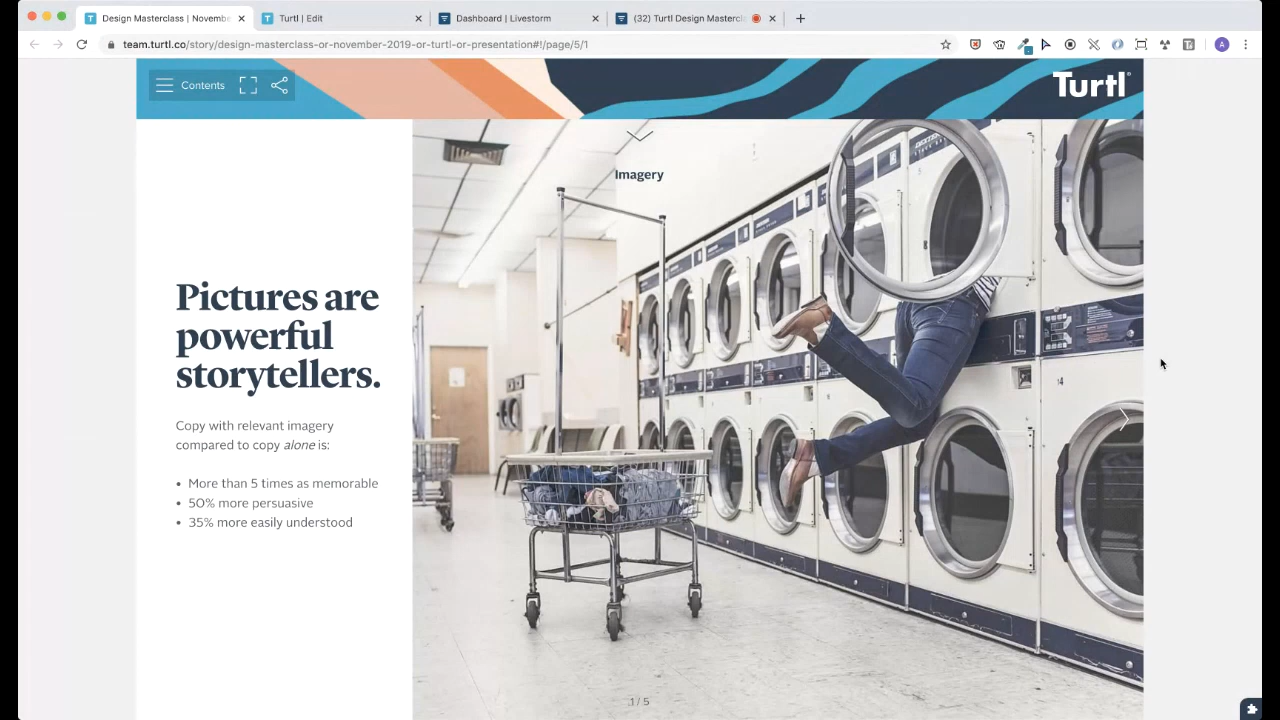 Design Masterclass | Novembe
Turtl | Edit
Dashboard | Livestorm
(32) Turtl Design Mastercl
team.turtl.co/story/design-masterclass-or-november-2019-or-turtl-or-presentation#!/page/5/1
A
Contents
Turtl
Imagery
Pictures are
powerful
storytellers.
Copy with relevant imagery
compared to copy alone is:
• More than 5 times as memorable
• 50% more persuasive
• 35% more easily understood
1 / 5